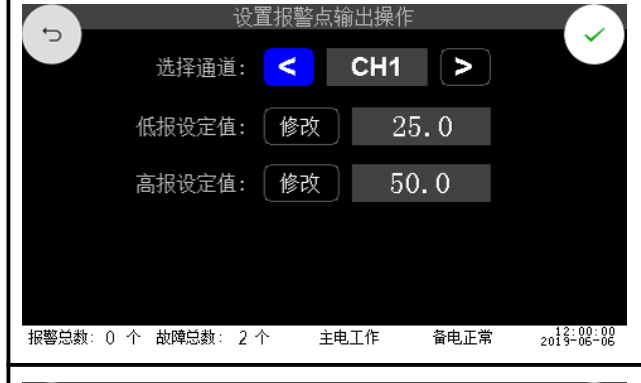 设置报警点输出操作
选择通道: < CH1 >
低报设定值: 修改 25.0
高报设定值: 修改 50.0
报警总数: 0 个 故障总数: 2 个 主电工作 备电正常 12:00:00
2019-06-06